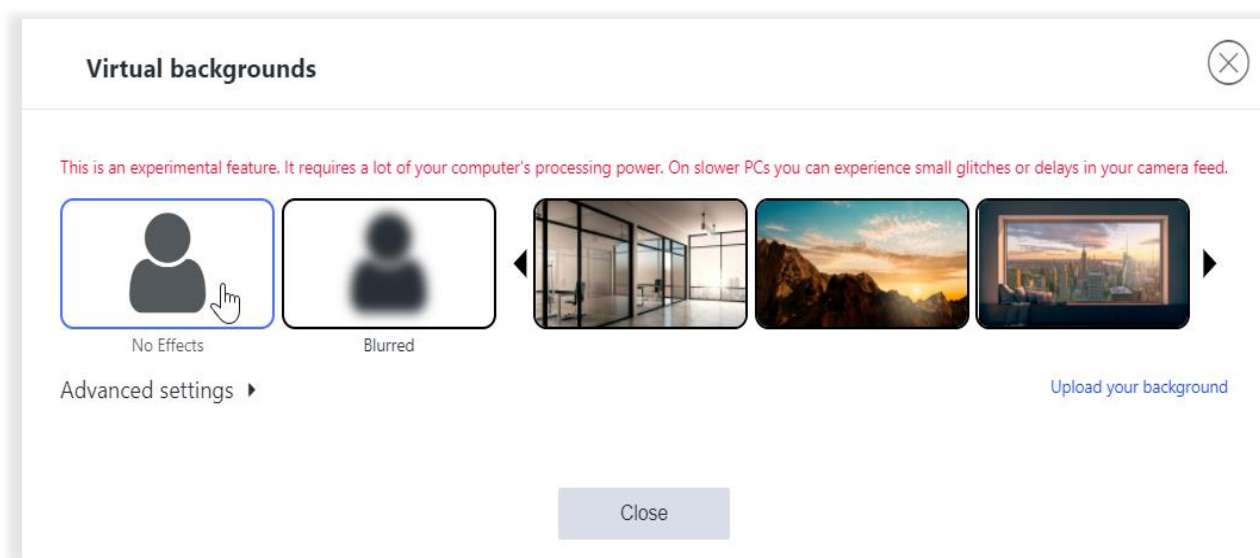 Virtual backgrounds
This is an experimental feature. It requires a lot of your computer's processing power. On slower PCs you can experience small glitches or delays in your camera feed.
No Effects
Blurred
Advanced settings
Upload your background
Close